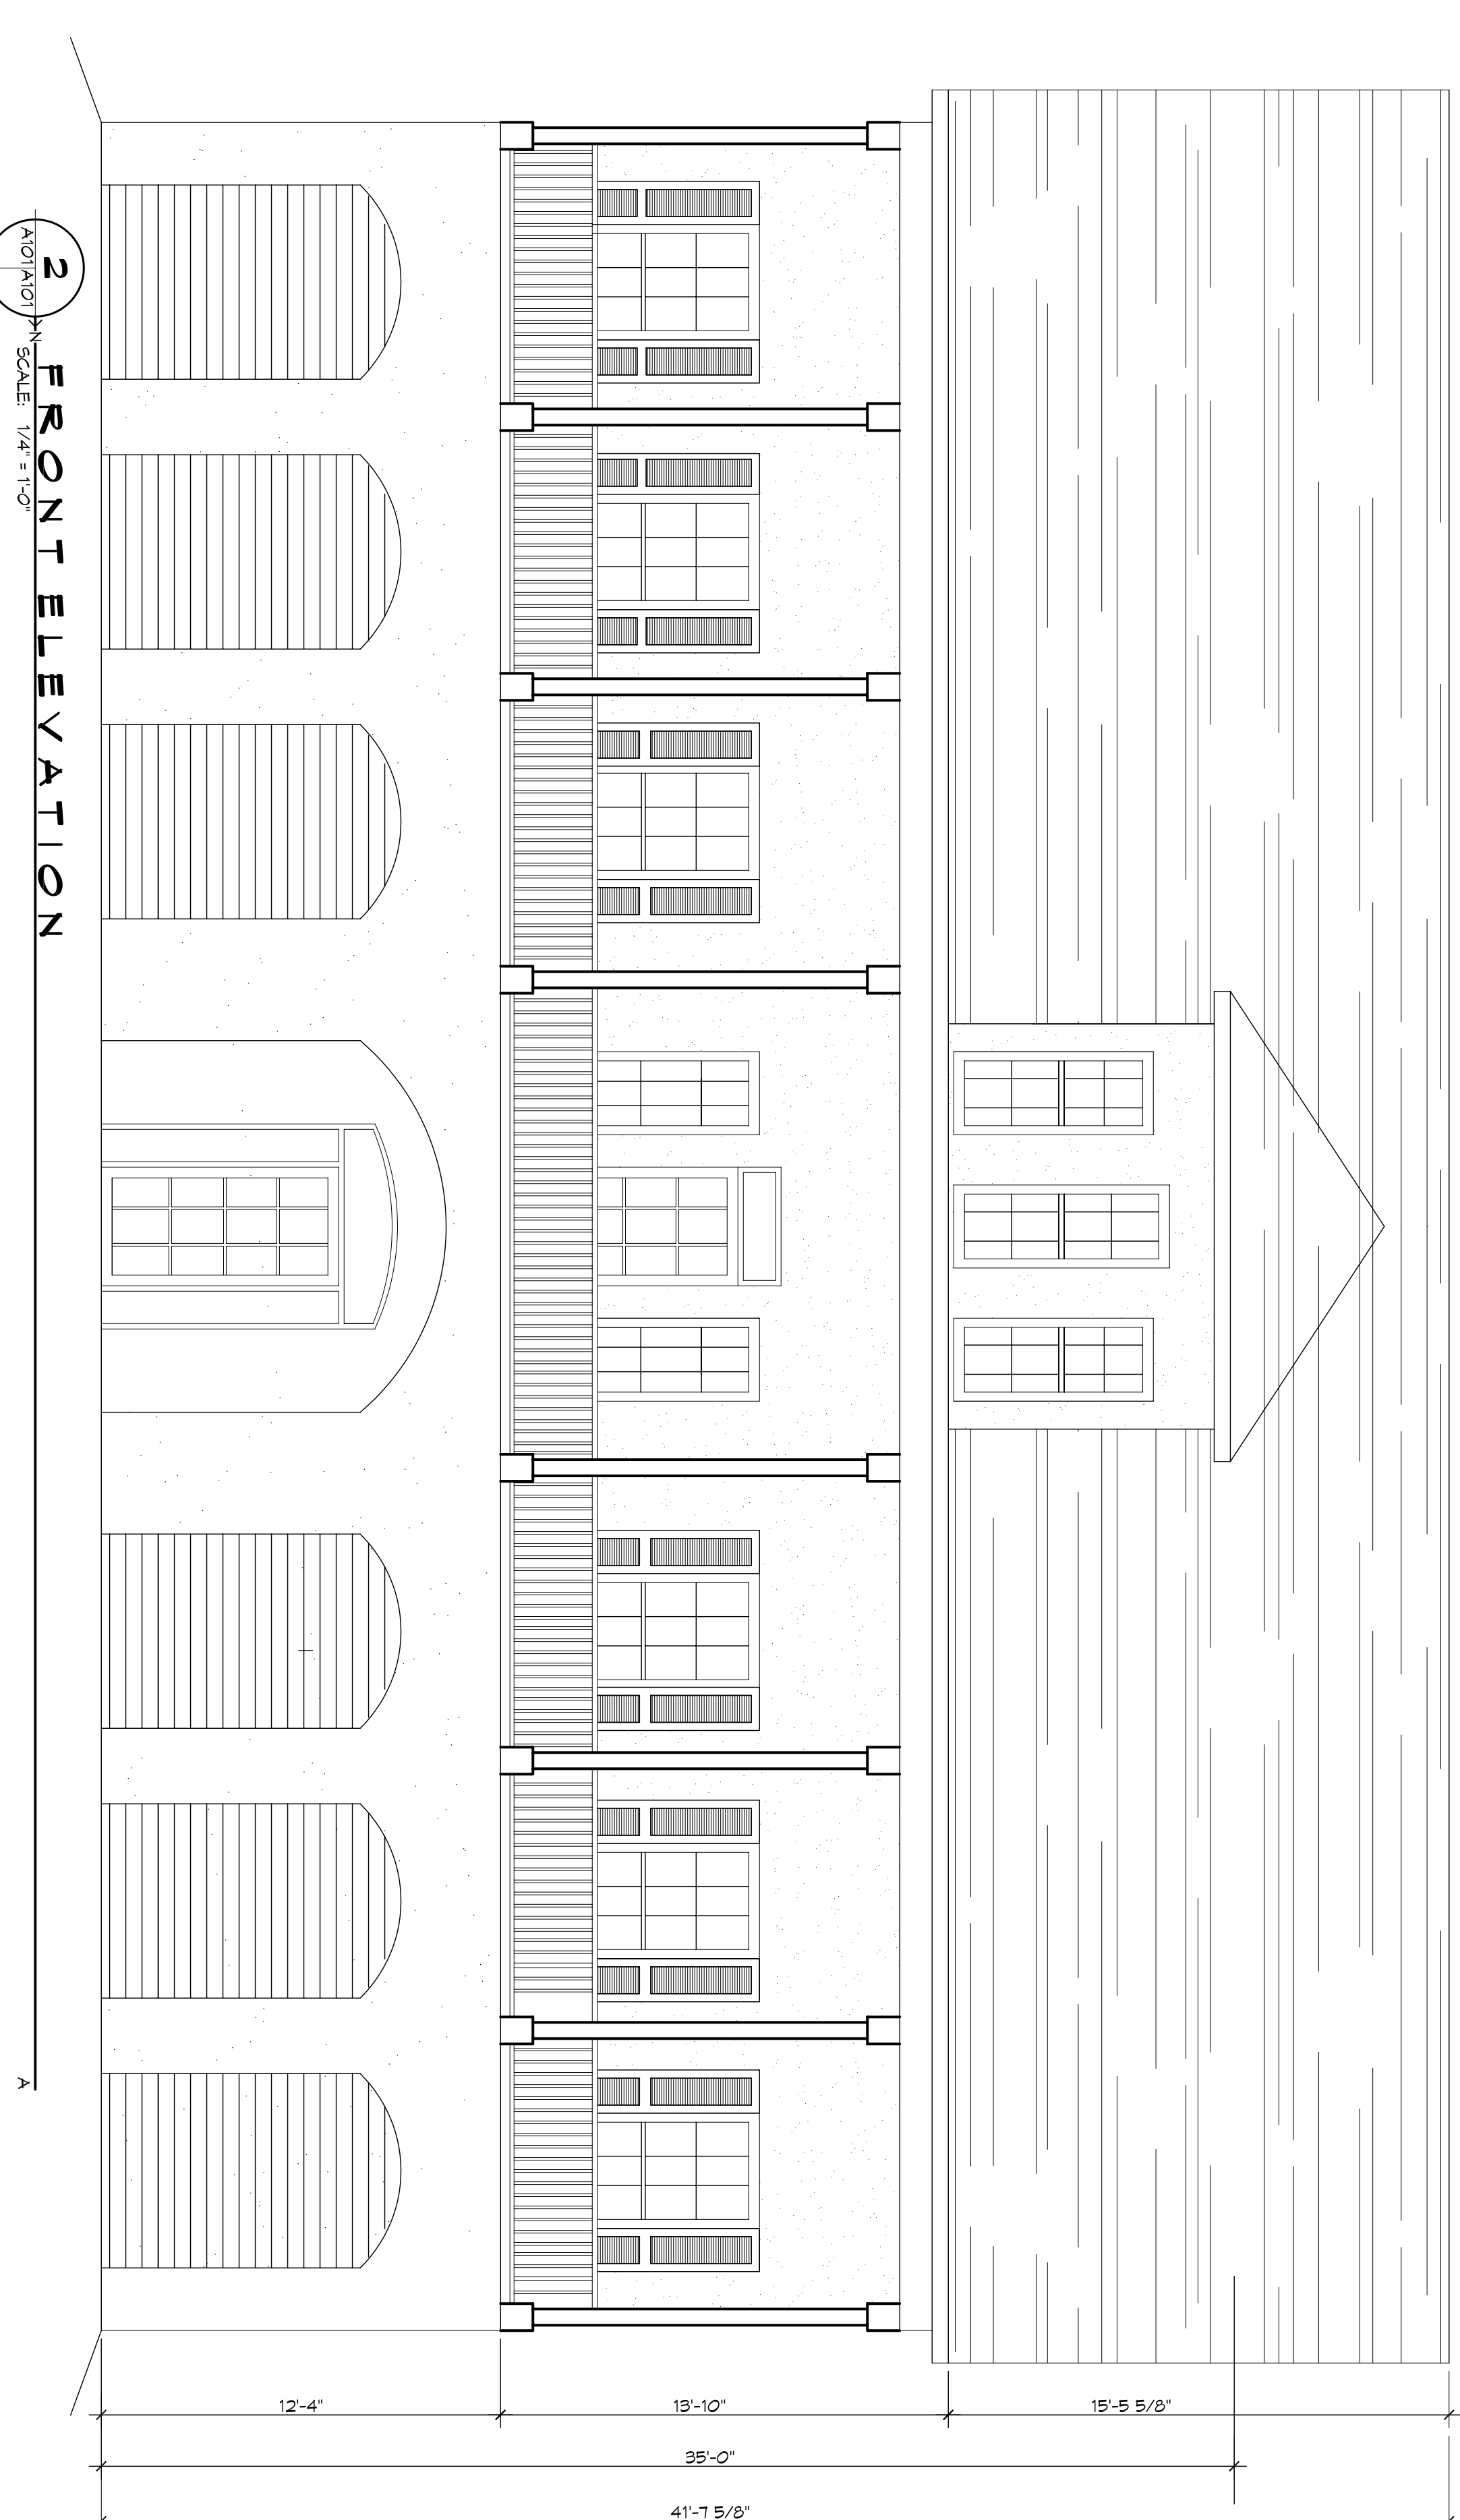 2
A101 A101
N
FRONT ELEVATION
SCALE: 1/4" = 1'-0"
A
12'-4"
13'-10"
15'-5 5/8"
35'-0"
41'-7 5/8"